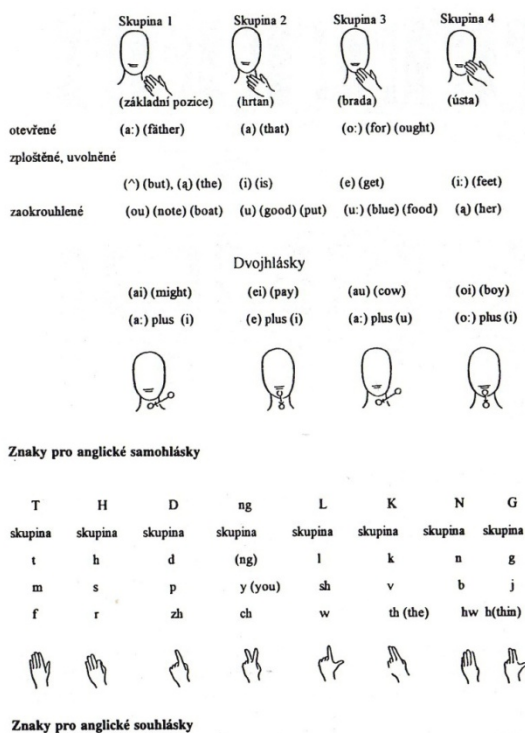 Skupina 1 Skupina 2 Skupina 3 Skupina 4
(základní pozice) (hrtan) (brada) (ústa)
otevřené (a:) (fäther) (a) (that) (o:) (for) (ought)
zploštěné, uvolněné
(^) (but), (ą) (the) (i) (is) (e) (get) (i:) (feet)
zaokrouhlené (ou) (note) (boat) (u) (good) (put) (u:) (blue) (food) (ą) (her)
Dvojhlásky
(ai) (might) (ei) (pay) (au) (cow) (oi) (boy)
(a:) plus (i) (e) plus (i) (a:) plus (u) (o:) plus (i)
Znaky pro anglické samohlásky
T H D ng L K N G
skupina skupina skupina skupina skupina skupina skupina skupina
t h d (ng) l k n g
m s p y (you) sh v b j
f r zh ch w th (the) hw h(thin)
Znaky pro anglické souhlásky